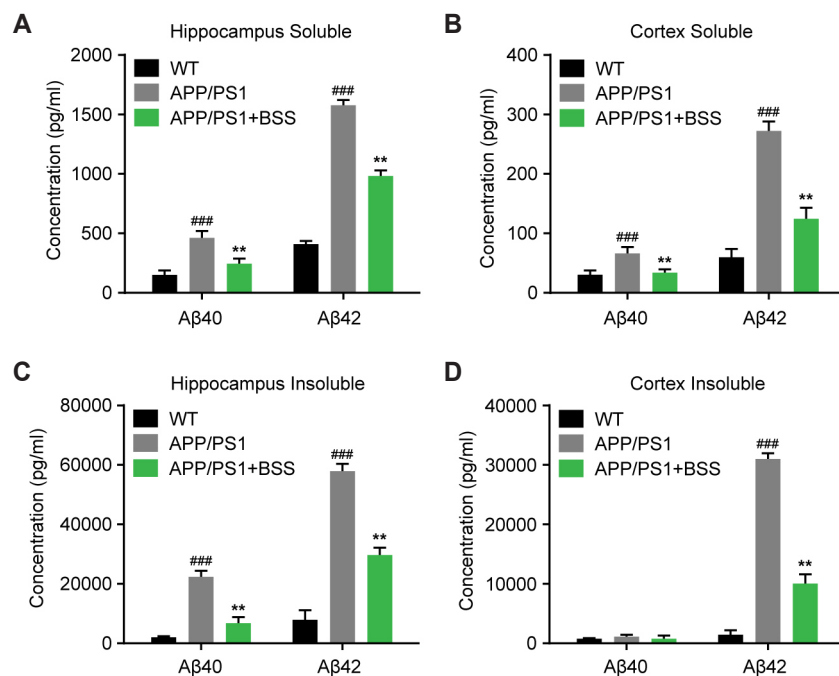 A
Hippocampus Soluble
Concentration (pg/ml)
2000
1500
1000
500
0
WT
APP/PS1
APP/PS1+BSS
###
**
###
**
Aβ40
Aβ42
B
Cortex Soluble
Concentration (pg/ml)
400
300
200
100
0
WT
APP/PS1
APP/PS1+BSS
###
**
###
**
Aβ40
Aβ42
C
Hippocampus Insoluble
Concentration (pg/ml)
80000
60000
40000
20000
0
WT
APP/PS1
APP/PS1+BSS
###
**
###
**
Aβ40
Aβ42
D
Cortex Insoluble
Concentration (pg/ml)
40000
30000
20000
10000
0
WT
APP/PS1
APP/PS1+BSS
###
**
Aβ40
Aβ42